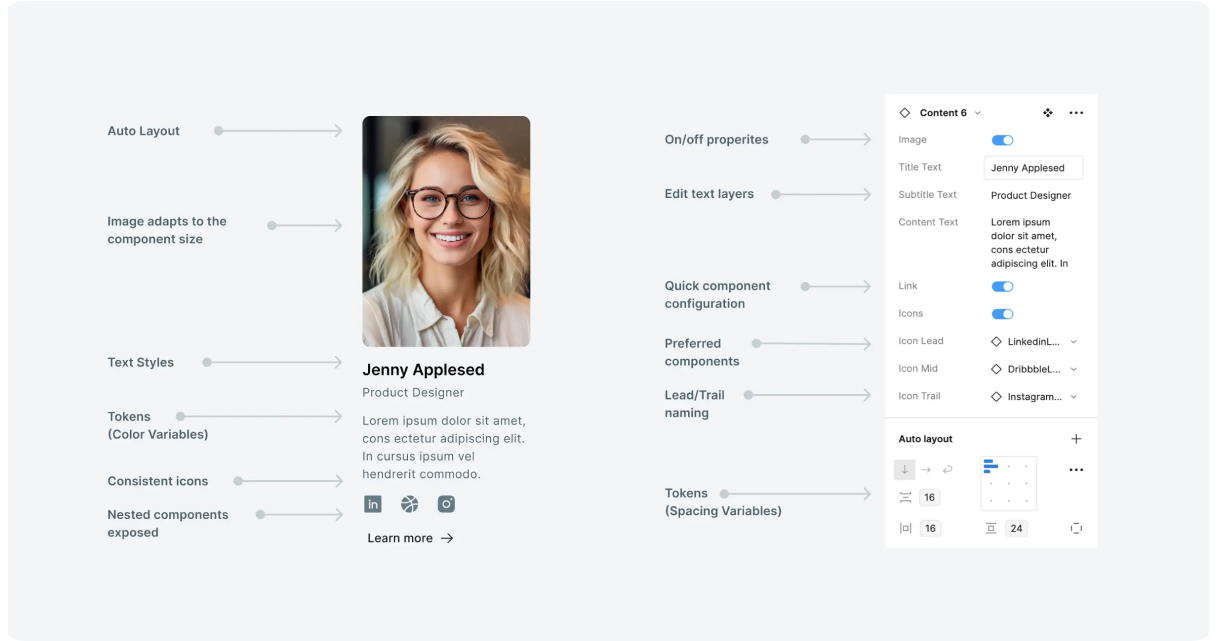 Auto Layout
Image adapts to the
component size
Text Styles
Tokens
(Color Variables)
Consistent icons
Nested components
exposed
Jenny Applesed
Product Designer
Lorem ipsum dolor sit amet,
cons ectetur adipiscing elit.
In cursus ipsum vel
hendrerit commodo.
in
Learn more
On/off properites
Edit text layers
Quick component
configuration
Preferred
components
Lead/Trail
naming
Tokens
(Spacing Variables)
Content 6
Image
Title Text Jenny Applesed
Subtitle Text Product Designer
Content Text Lorem ipsum
dolor sit amet,
cons ectetur
adipiscing elit. In
Link
Icons
Icon Lead LinkedinL...
Icon Mid DribbbleL...
Icon Trail Instagram...
Auto layout
16
16 24